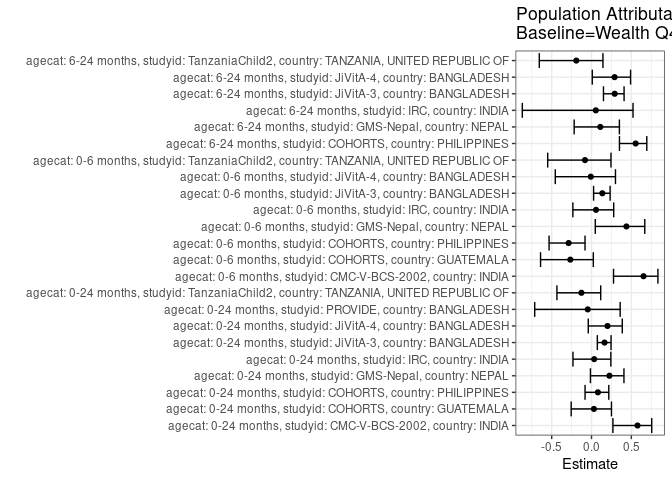 Population Attributa
Baseline=Wealth Q4
agecat: 6-24 months, studyid: TanzaniaChild2, country: TANZANIA, UNITED REPUBLIC OF
agecat: 6-24 months, studyid: JiVitA-4, country: BANGLADESH
agecat: 6-24 months, studyid: JiVitA-3, country: BANGLADESH
agecat: 6-24 months, studyid: IRC, country: INDIA
agecat: 6-24 months, studyid: GMS-Nepal, country: NEPAL
agecat: 6-24 months, studyid: COHORTS, country: PHILIPPINES
agecat: 0-6 months, studyid: TanzaniaChild2, country: TANZANIA, UNITED REPUBLIC OF
agecat: 0-6 months, studyid: JiVitA-4, country: BANGLADESH
agecat: 0-6 months, studyid: JiVitA-3, country: BANGLADESH
agecat: 0-6 months, studyid: IRC, country: INDIA
agecat: 0-6 months, studyid: GMS-Nepal, country: NEPAL
agecat: 0-6 months, studyid: COHORTS, country: PHILIPPINES
agecat: 0-6 months, studyid: COHORTS, country: GUATEMALA
agecat: 0-6 months, studyid: CMC-V-BCS-2002, country: INDIA
agecat: 0-24 months, studyid: TanzaniaChild2, country: TANZANIA, UNITED REPUBLIC OF
agecat: 0-24 months, studyid: PROVIDE, country: BANGLADESH
agecat: 0-24 months, studyid: JiVitA-4, country: BANGLADESH
agecat: 0-24 months, studyid: JiVitA-3, country: BANGLADESH
agecat: 0-24 months, studyid: IRC, country: INDIA
agecat: 0-24 months, studyid: GMS-Nepal, country: NEPAL
agecat: 0-24 months, studyid: COHORTS, country: PHILIPPINES
agecat: 0-24 months, studyid: COHORTS, country: GUATEMALA
agecat: 0-24 months, studyid: CMC-V-BCS-2002, country: INDIA
-0.5 0.0 0.5
Estimate